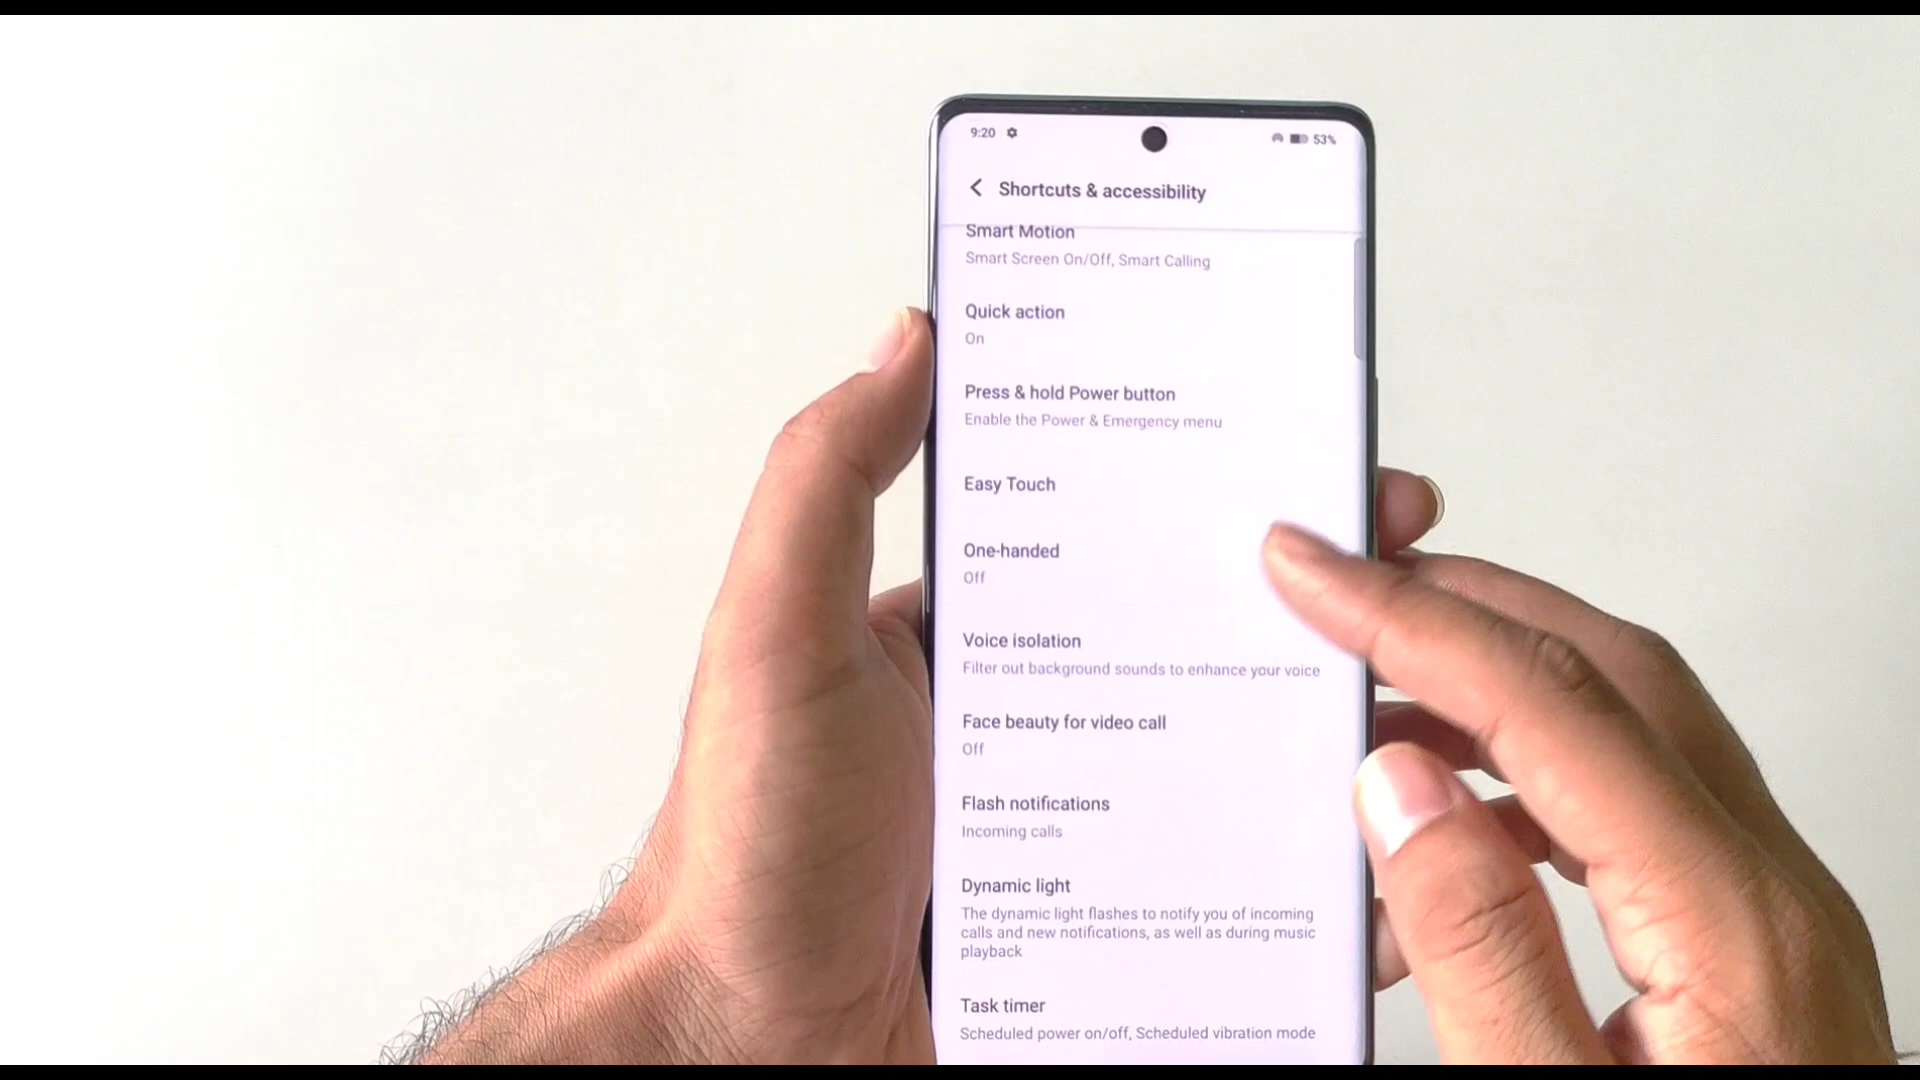 9:20
53%
Shortcuts & accessibility
Smart Motion
Smart Screen On/Off, Smart Calling
Quick action
On
Press & hold Power button
Enable the Power & Emergency menu
Easy Touch
One-handed
Off
Voice isolation
Filter out background sounds to enhance your voice
Face beauty for video call
Off
Flash notifications
Incoming calls
Dynamic light
The dynamic light flashes to notify you of incoming
calls and new notifications, as well as during music
playback
Task timer
Scheduled power on/off, Scheduled vibration mode